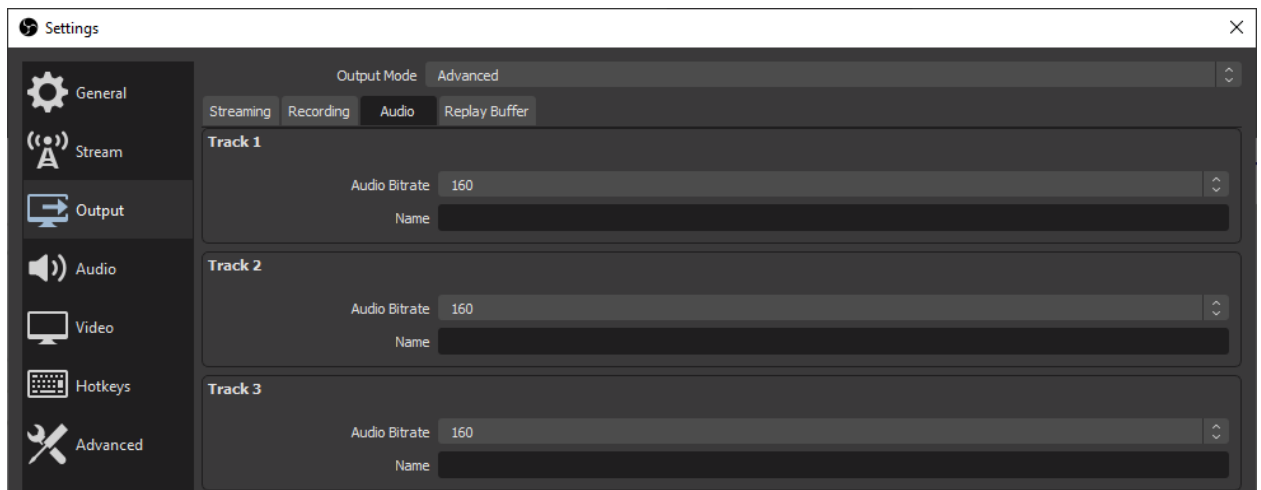 Settings
General
Stream
Output
Audio
Video
Hotkeys
Advanced
Output Mode Advanced
Streaming Recording Audio Replay Buffer
Track 1
Audio Bitrate 160
Name
Track 2
Audio Bitrate 160
Name
Track 3
Audio Bitrate 160
Name